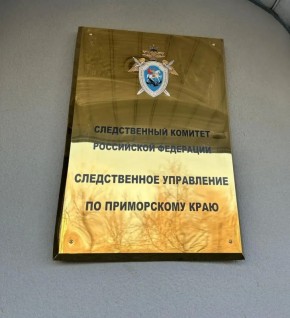 СЛЕДСТВЕННЫЙ КОМИТЕТ
РОССИЙСКОЙ ФЕДЕРАЦИИ
СЛЕДСТВЕННОЕ УПРАВЛЕНИЕ
ПО ПРИМОРСКОМУ КРАЮ